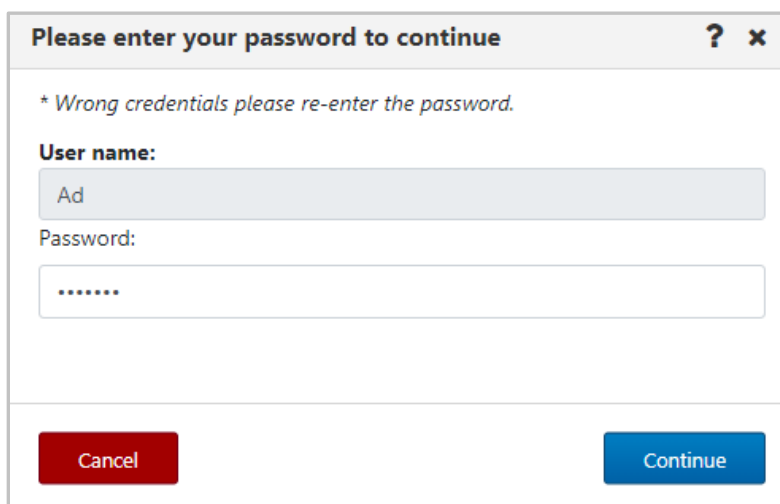 Please enter your password to continue ? ×
* Wrong credentials please re-enter the password.
User name:
Ad
Password:
•••••••
Cancel Continue